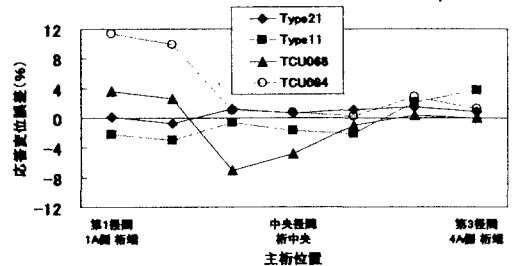 Type21
Type11
TCU068
TCU084
応答変位誤差(%)
12
8
4
0
-4
-8
-12
第1径間
1A側 桁端
中央径間
桁中央
第3径間
4A側 桁端
主桁位置